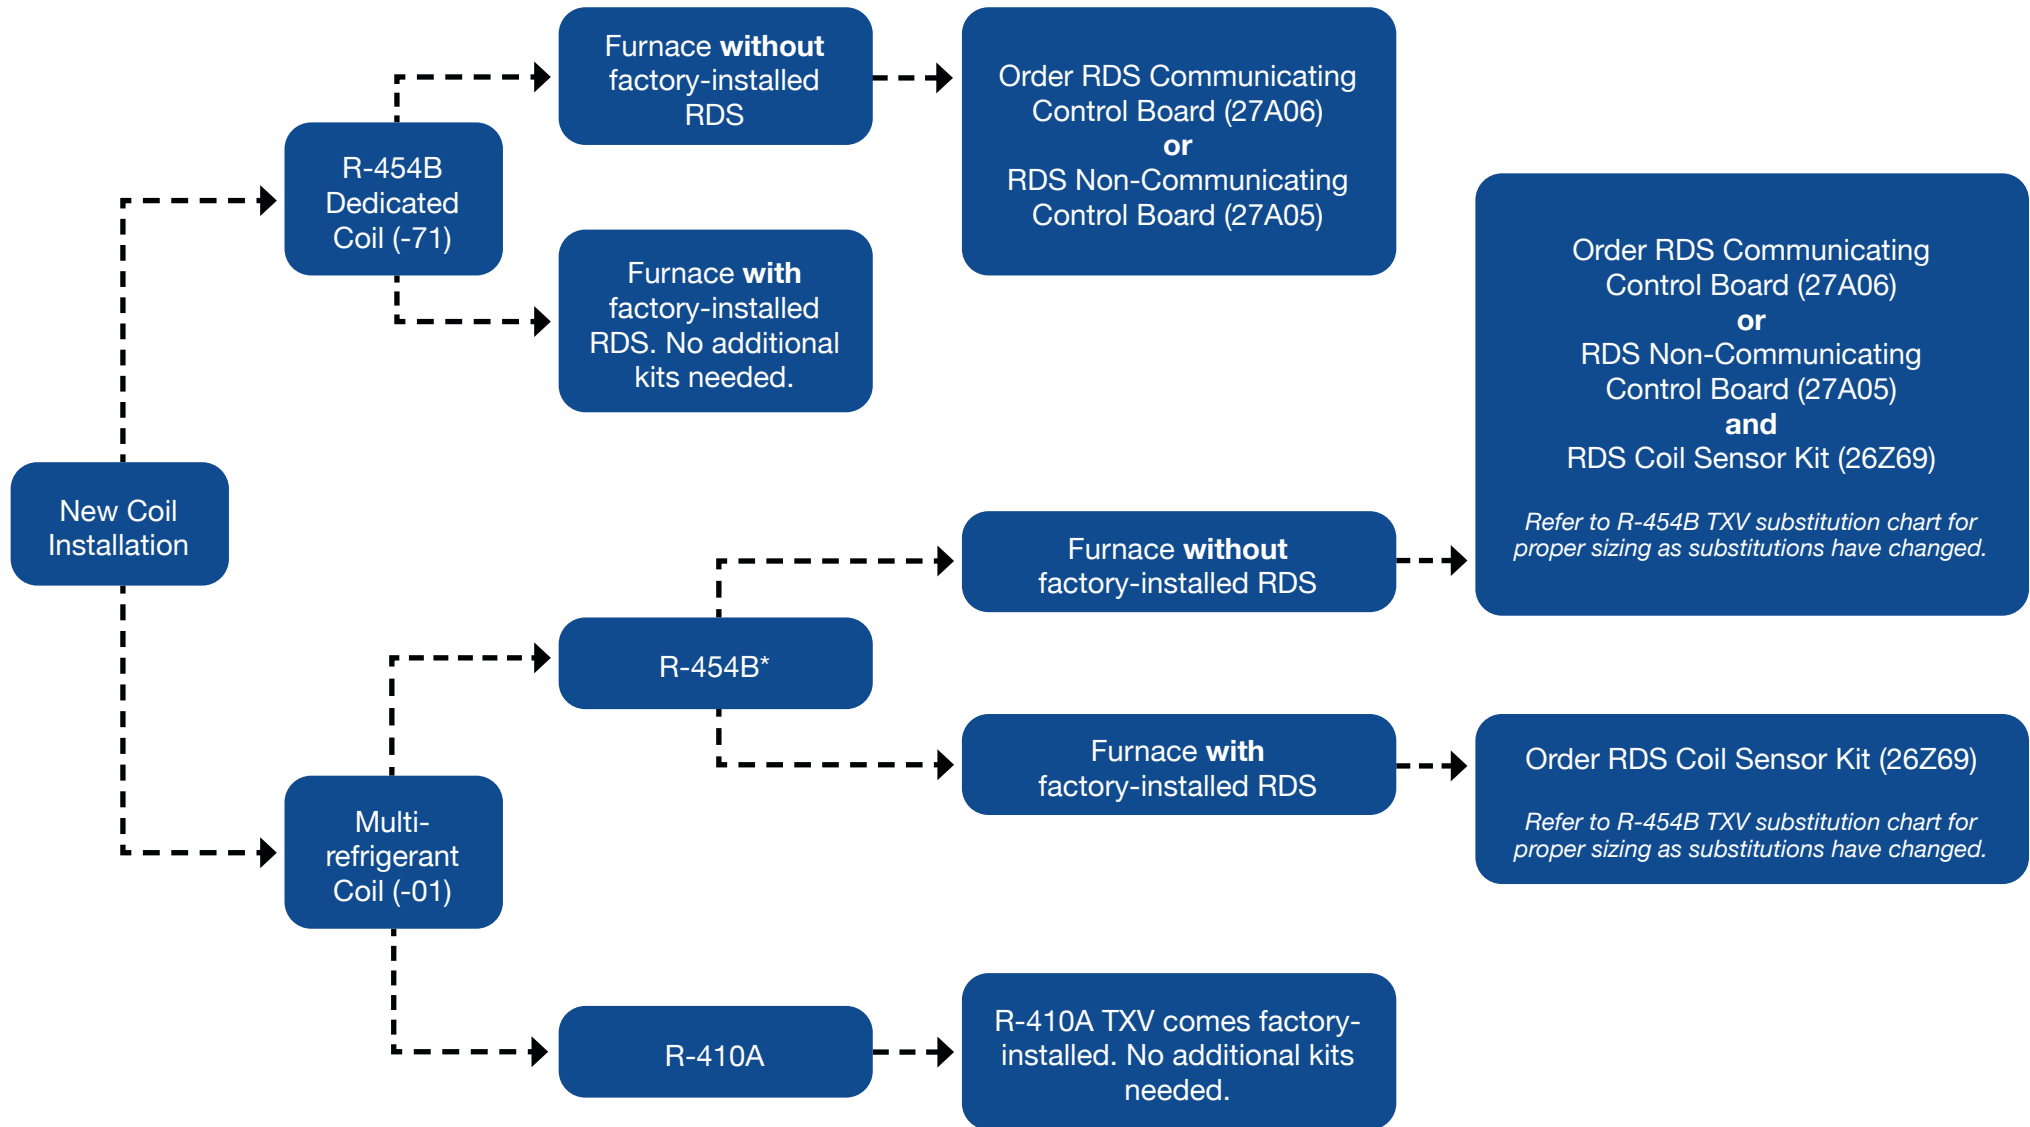 New Coil
Installation
R-454B
Dedicated
Coil (-71)
Furnace without
factory-installed
RDS
Order RDS Communicating
Control Board (27A06)
or
RDS Non-Communicating
Control Board (27A05)
Furnace with
factory-installed
RDS. No additional
kits needed.
Multi-
refrigerant
Coil (-01)
R-454B*
Furnace without
factory-installed RDS
Order RDS Communicating
Control Board (27A06)
or
RDS Non-Communicating
Control Board (27A05)
and
RDS Coil Sensor Kit (26Z69)
Refer to R-454B TXV substitution chart for
proper sizing as substitutions have changed.
Furnace with
factory-installed RDS
Order RDS Coil Sensor Kit (26Z69)
Refer to R-454B TXV substitution chart for
proper sizing as substitutions have changed.
R-410A
R-410A TXV comes factory-
installed. No additional kits
needed.